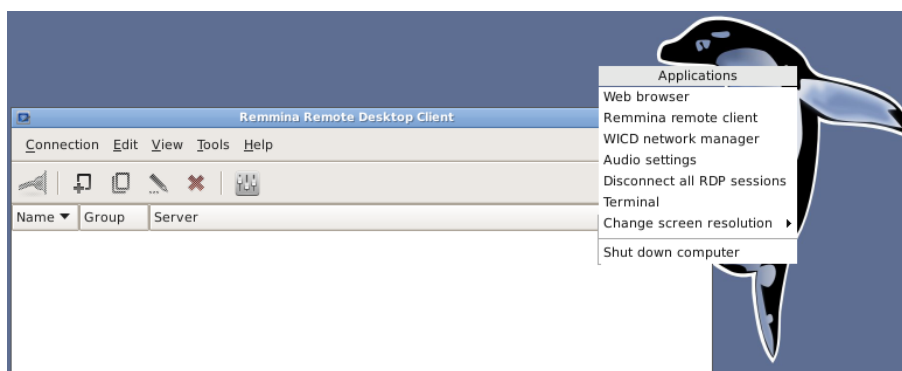 Applications
Web browser
Remmina remote client
WICD network manager
Audio settings
Disconnect all RDP sessions
Terminal
Change screen resolution
Shut down computer
Remmina Remote Desktop Client
Connection Edit View Tools Help
Name Group Server